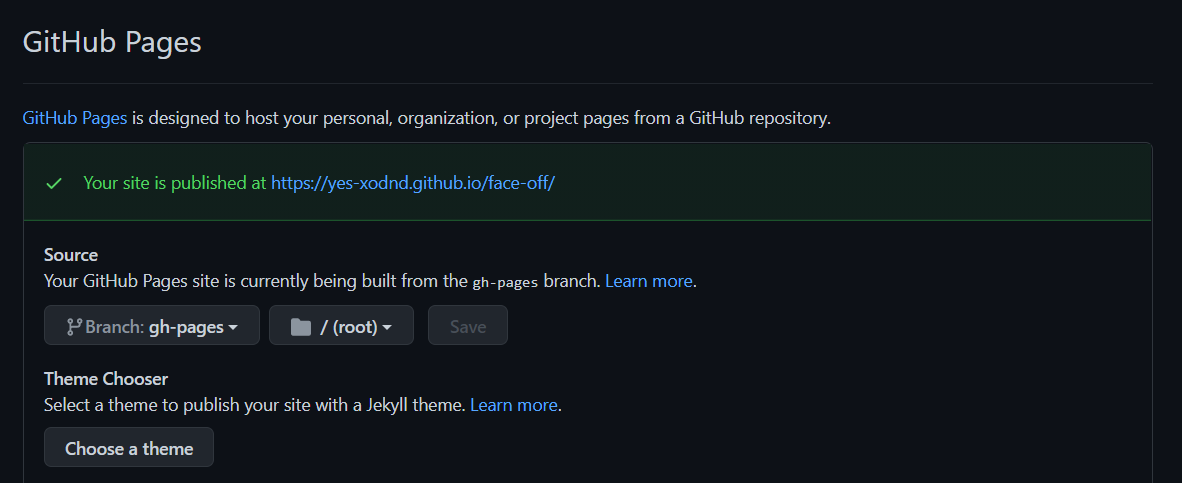 GitHub Pages
GitHub Pages is designed to host your personal, organization, or project pages from a GitHub repository.
Your site is published at https://yes-xodnd.github.io/face-off/
Source
Your GitHub Pages site is currently being built from the gh-pages branch. Learn more.
Branch: gh-pages / (root) Save
Theme Chooser
Select a theme to publish your site with a Jekyll theme. Learn more.
Choose a theme